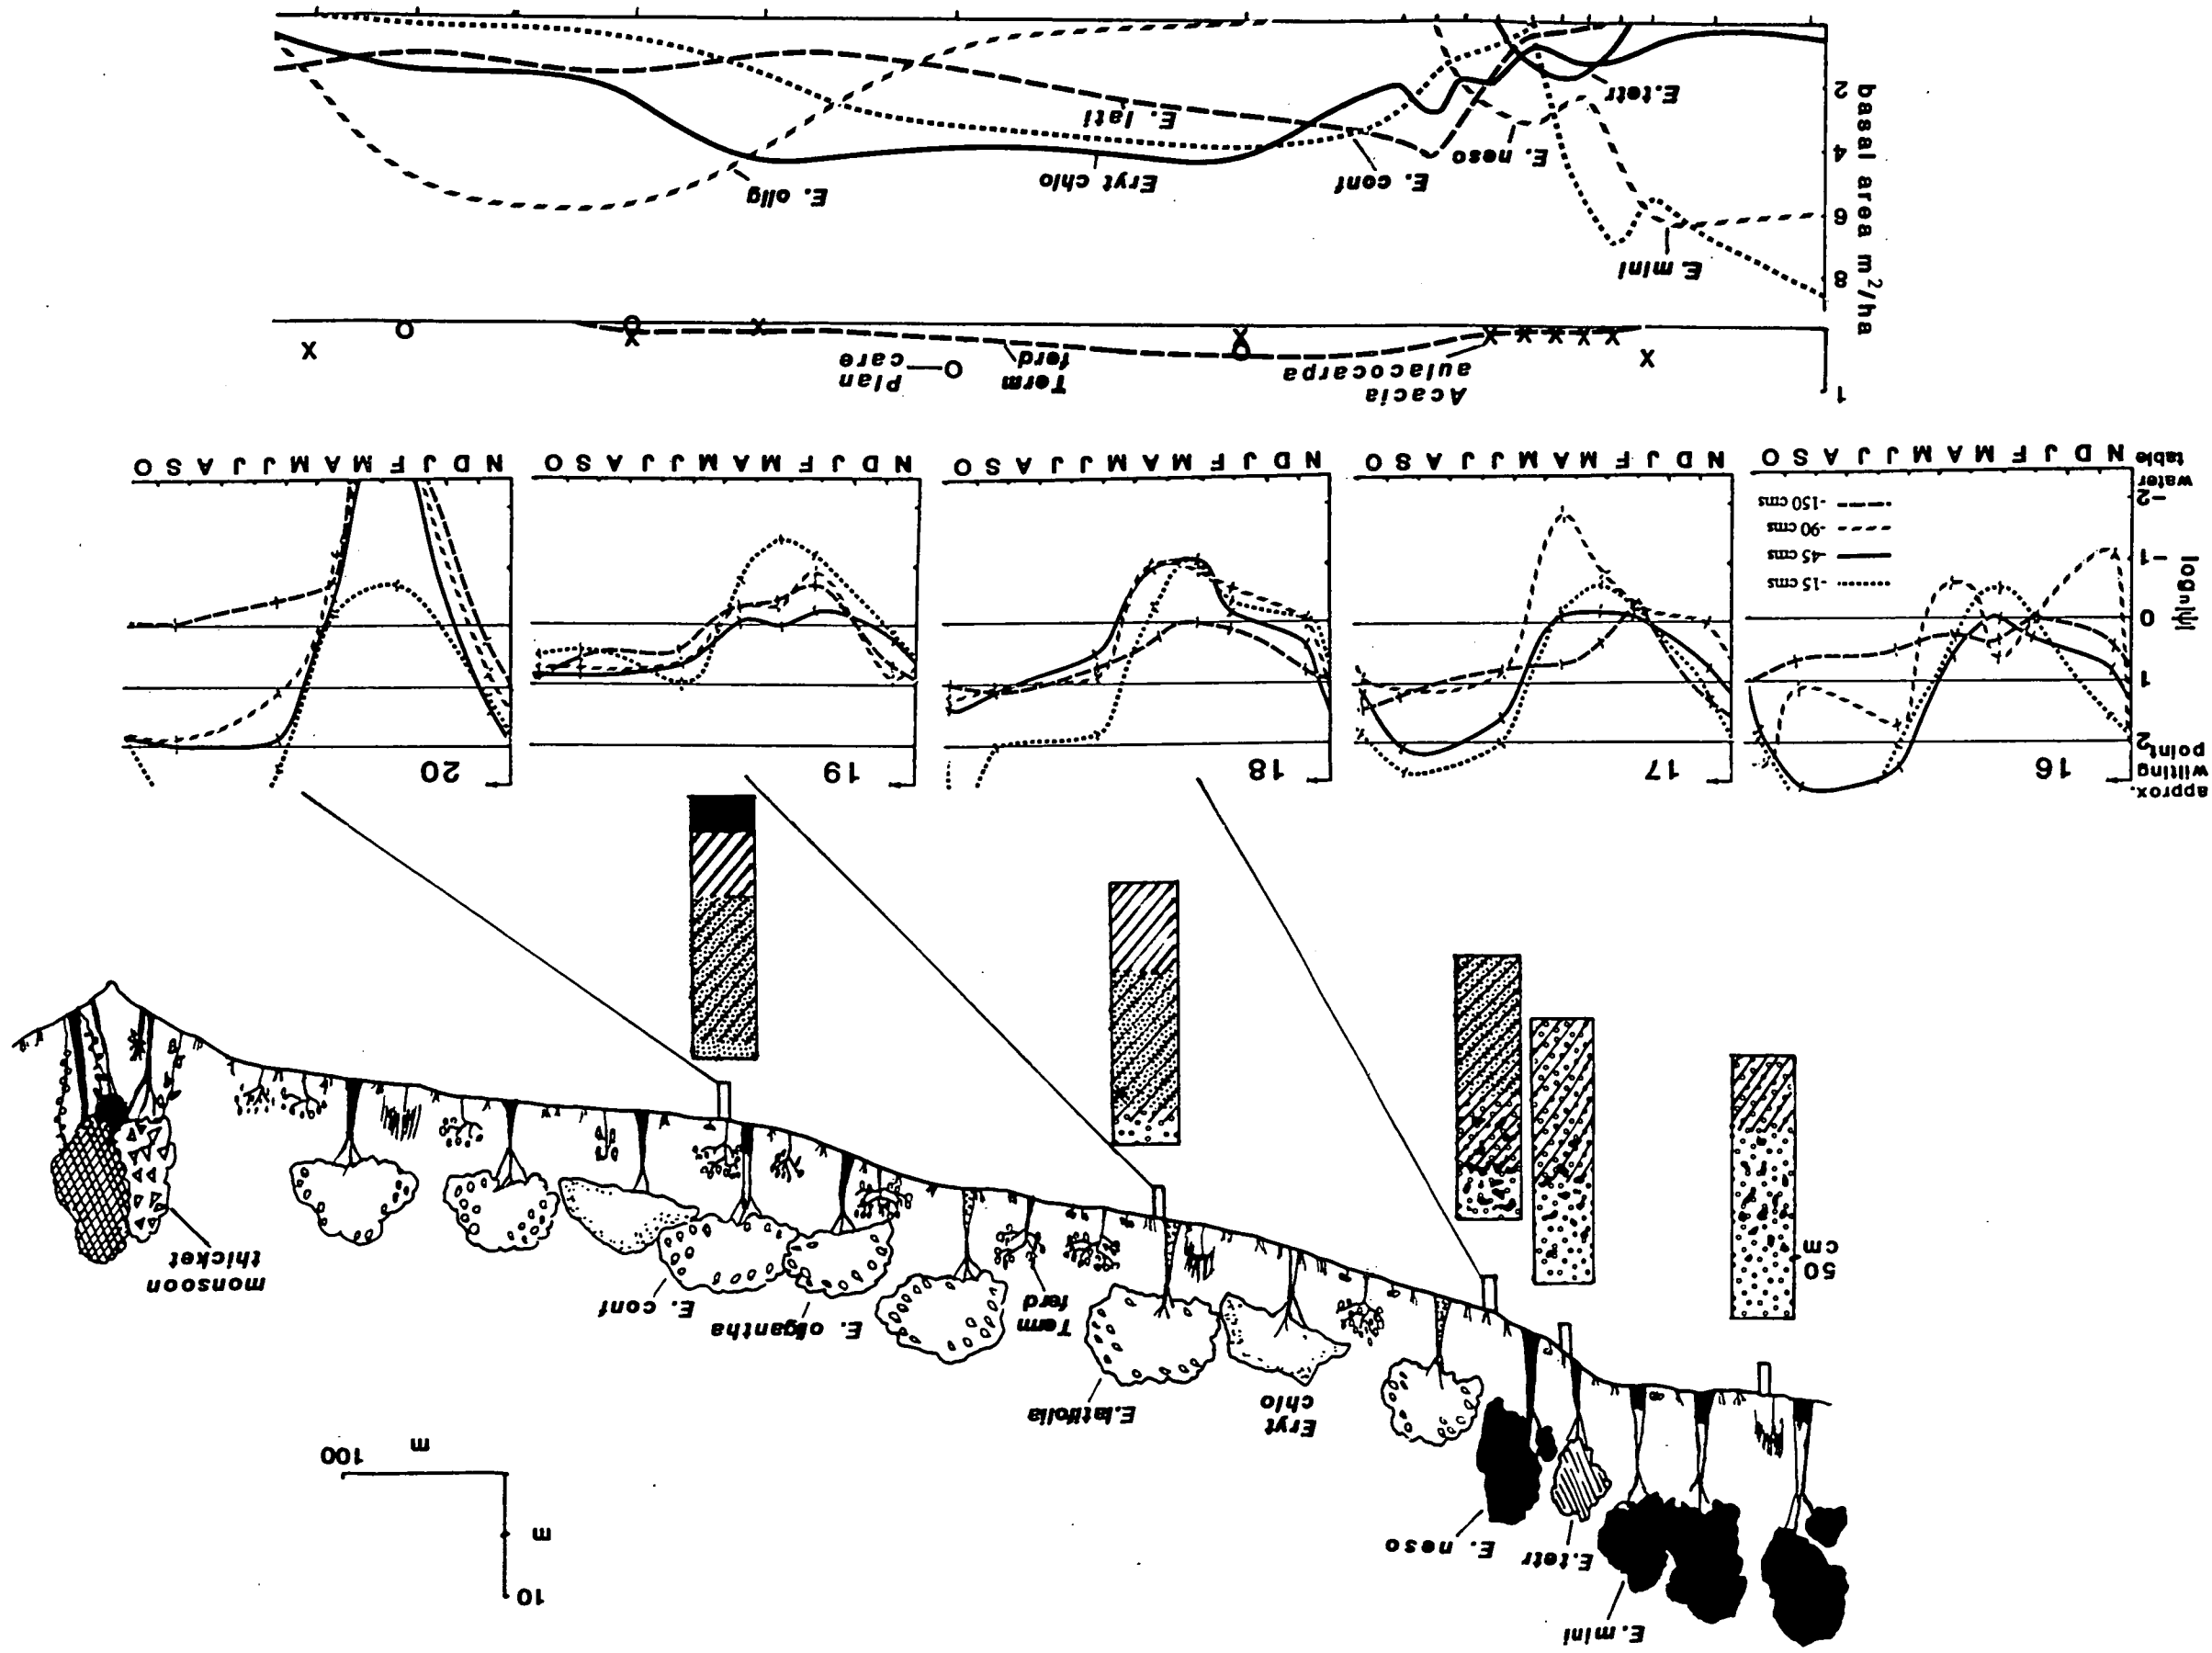 E. mini
10
E.tetr
E. neso
m
100 m
Eryt
chlo
E.latifolia
50
cm
Term
ferd
E. oligantha
E. conf
monsoon
thicket
approx.
wilting
point
16
17
18
19
20
2
1
0
-1
-2
logn|ψ|
-15 cms
-45 cms
-90 cms
-150 cms
water
table
N D J F M A M J J A S O
N D J F M A M J J A S O
N D J F M A M J J A S O
N D J F M A M J J A S O
N D J F M A M J J A S O
1
Acacia
aulacocarpa
Term
ferd
Plan
care
basal area m²/ha
8
6
4
2
E. mini
E. neso
E. tetr
E. conf
Eryt chlo
E. lati
E. olig